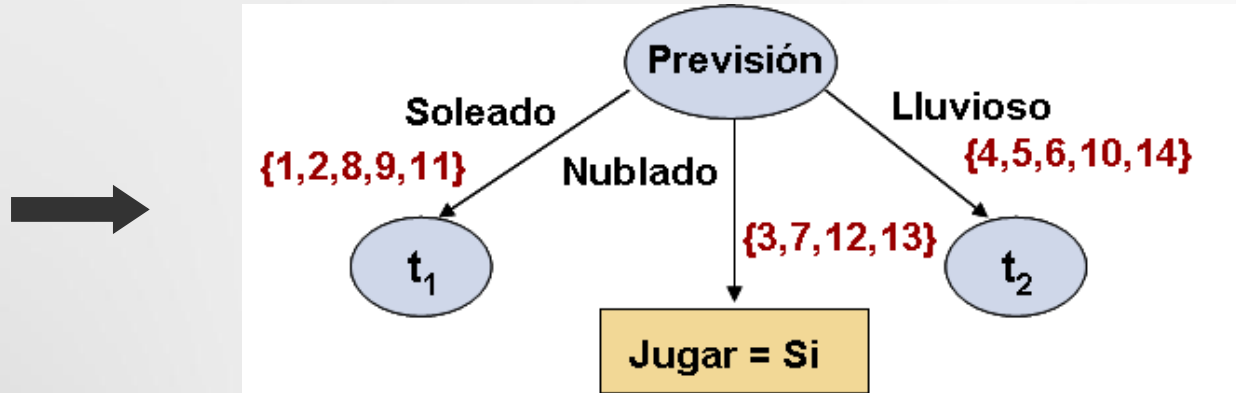 Previsión
Soleado
Lluvioso
{1,2,8,9,11}
Nublado
{4,5,6,10,14}
{3,7,12,13}
t1
t2
Jugar = Si